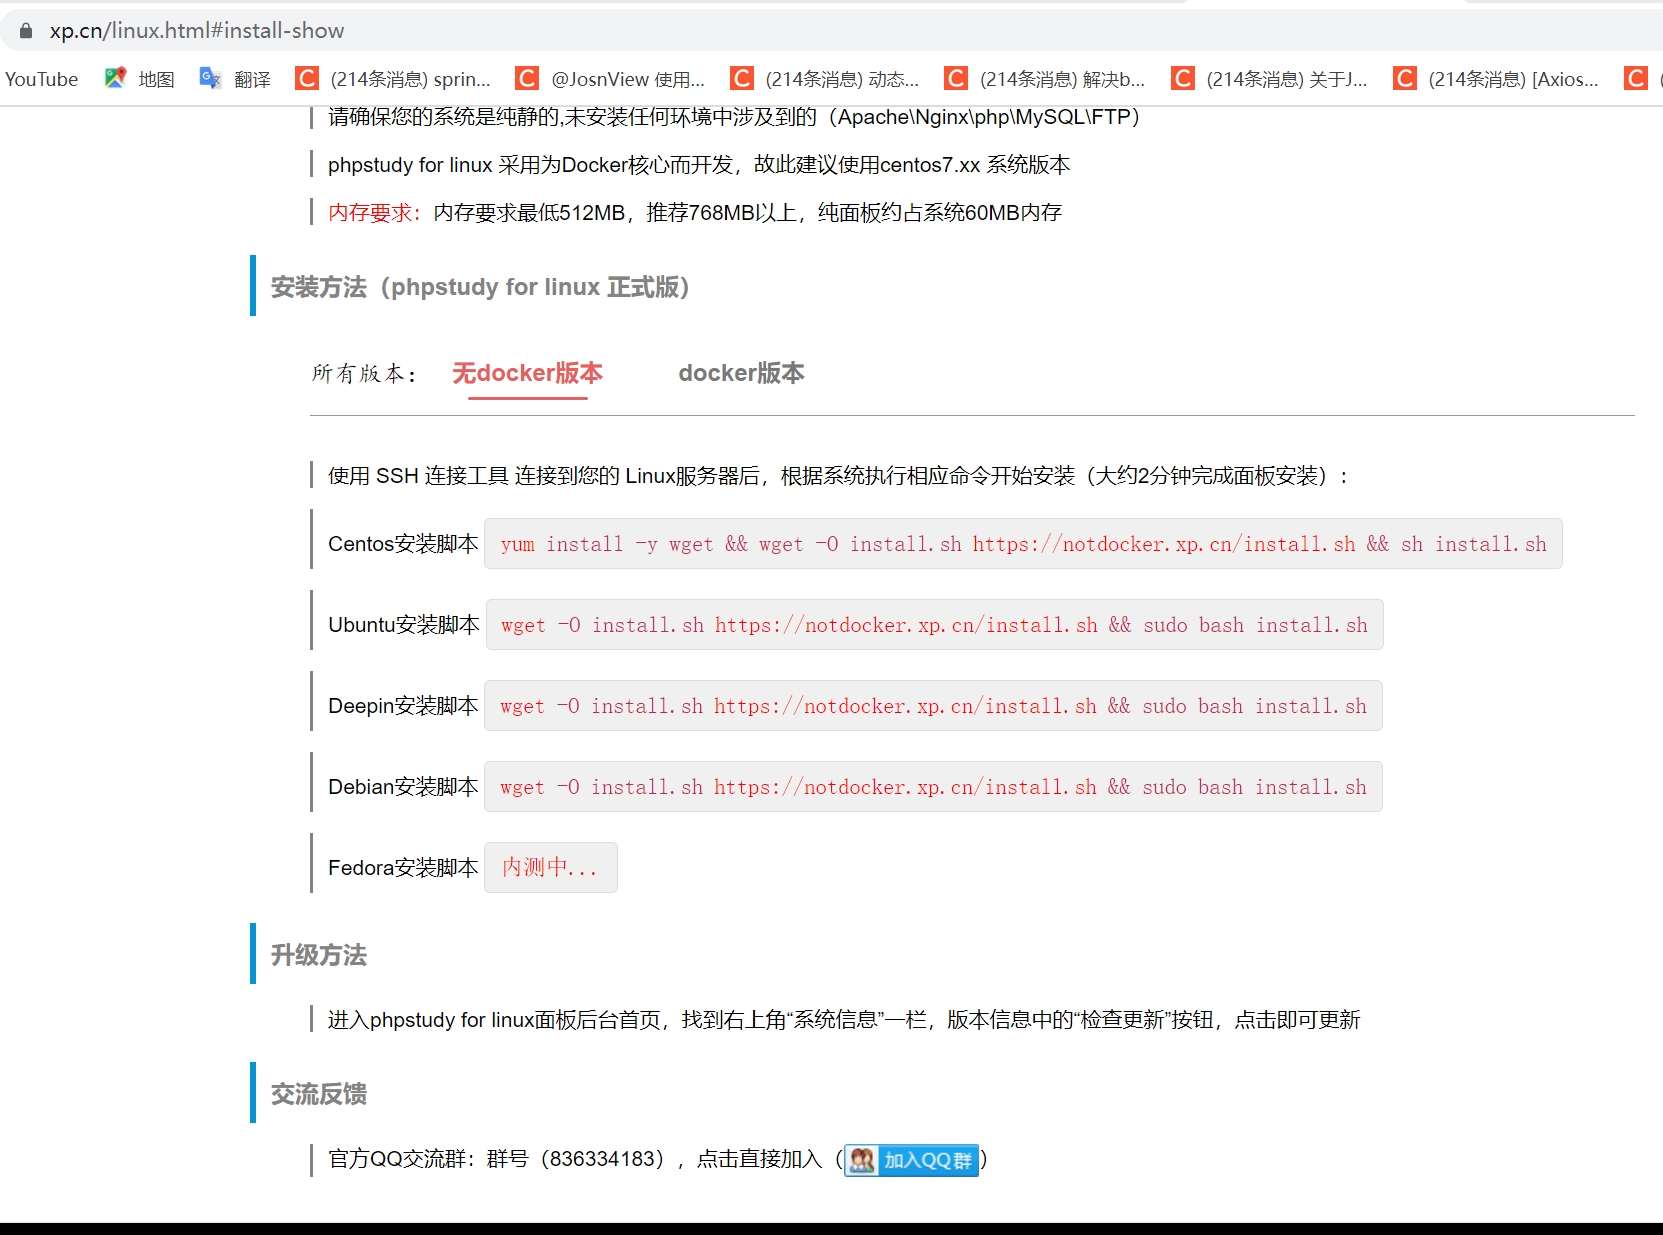 xp.cn/linux.html#install-show
YouTube 地图 翻译 (214条消息) sprin... @JosnView 使用... (214条消息) 动态... (214条消息) 解决b... (214条消息) 关于J... (214条消息) [Axios...
请确保您的系统是纯静的,未安装任何环境中涉及到的（Apache\Nginx\php\MySQL\FTP）
phpstudy for linux 采用为Docker核心而开发，故此建议使用centos7.xx 系统版本
内存要求：内存要求最低512MB，推荐768MB以上，纯面板约占系统60MB内存
安装方法（phpstudy for linux 正式版）
所有版本： 无docker版本 docker版本
使用 SSH 连接工具 连接到您的 Linux服务器后，根据系统执行相应命令开始安装（大约2分钟完成面板安装）：
Centos安装脚本 yum install -y wget && wget -O install.sh https://notdocker.xp.cn/install.sh && sh install.sh
Ubuntu安装脚本 wget -O install.sh https://notdocker.xp.cn/install.sh && sudo bash install.sh
Deepin安装脚本 wget -O install.sh https://notdocker.xp.cn/install.sh && sudo bash install.sh
Debian安装脚本 wget -O install.sh https://notdocker.xp.cn/install.sh && sudo bash install.sh
Fedora安装脚本 内测中...
升级方法
进入phpstudy for linux面板后台首页，找到右上角“系统信息”一栏，版本信息中的“检查更新”按钮，点击即可更新
交流反馈
官方QQ交流群：群号（836334183），点击直接加入（加入QQ群）